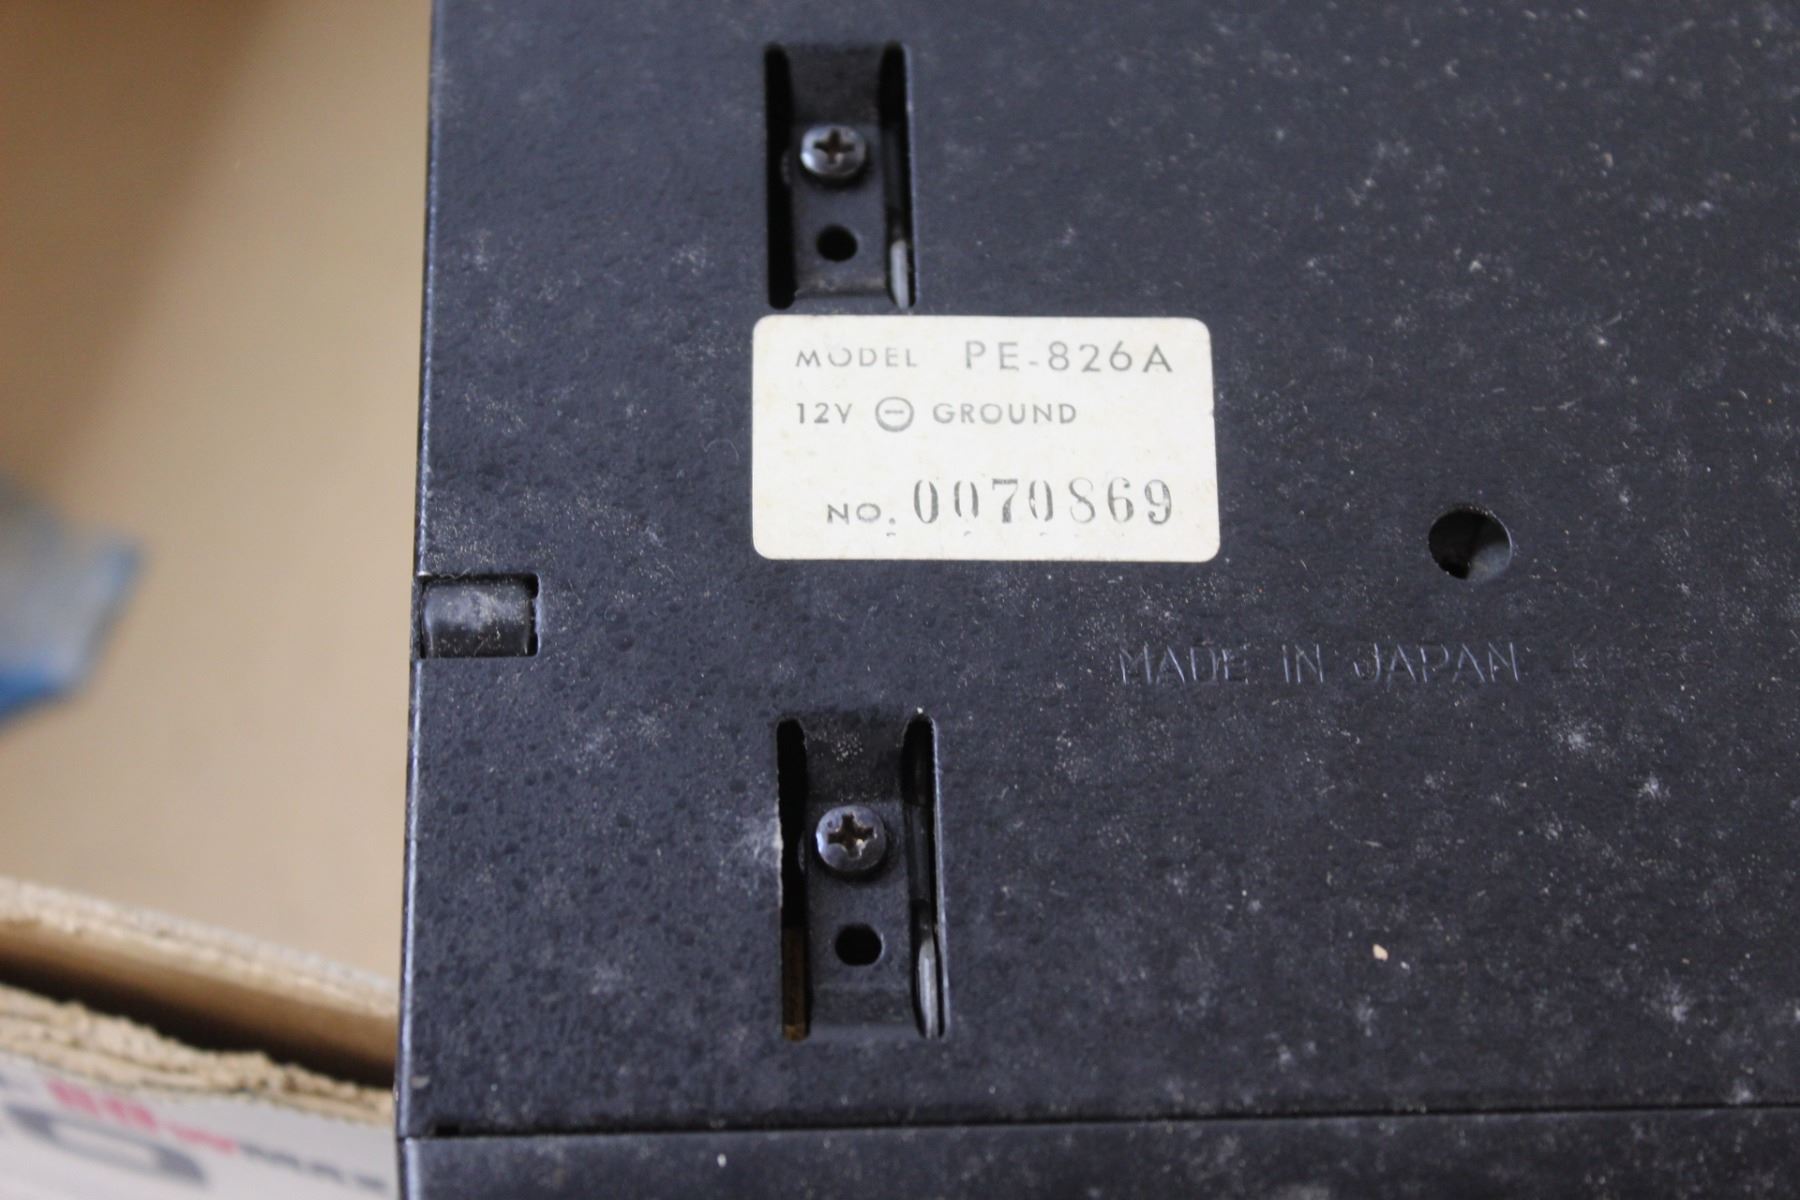 MODEL PE-826A
12V ⊖ GROUND
NO. 0070869
MADE IN JAPAN